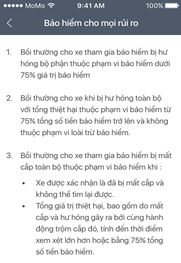 MoMo
9:41 AM
100%
Bảo hiểm cho mọi rủi ro
1. Bồi thường cho xe tham gia bảo hiểm bị hư
hỏng bộ phận thuộc phạm vi bảo hiểm dưới
75% giá trị bảo hiểm
2. Bồi thường cho xe khi bị hư hỏng toàn bộ
với tổng thiệt hại thuộc phạm vi bảo hiểm từ
75% tổng số tiền bảo hiểm trở lên và không
thuộc phạm vi loài trừ bảo hiểm.
3. Bồi thường cho xe tham gia bảo hiểm bị mất
cắp toàn bộ thuộc phạm vi bảo hiểm khi :
• Xe được xác nhận là đã bị mất cắp và
không thể tìm lại được.
• Tổng giá trị thiệt hại, bao gồm do mất
cắp và hư hỏng gây ra bởi cùng hành
động trộm cắp đó, tính đến thời điểm
xem xét lớn hơn hoặc bằng 75% tổng
số tiền bảo hiểm.